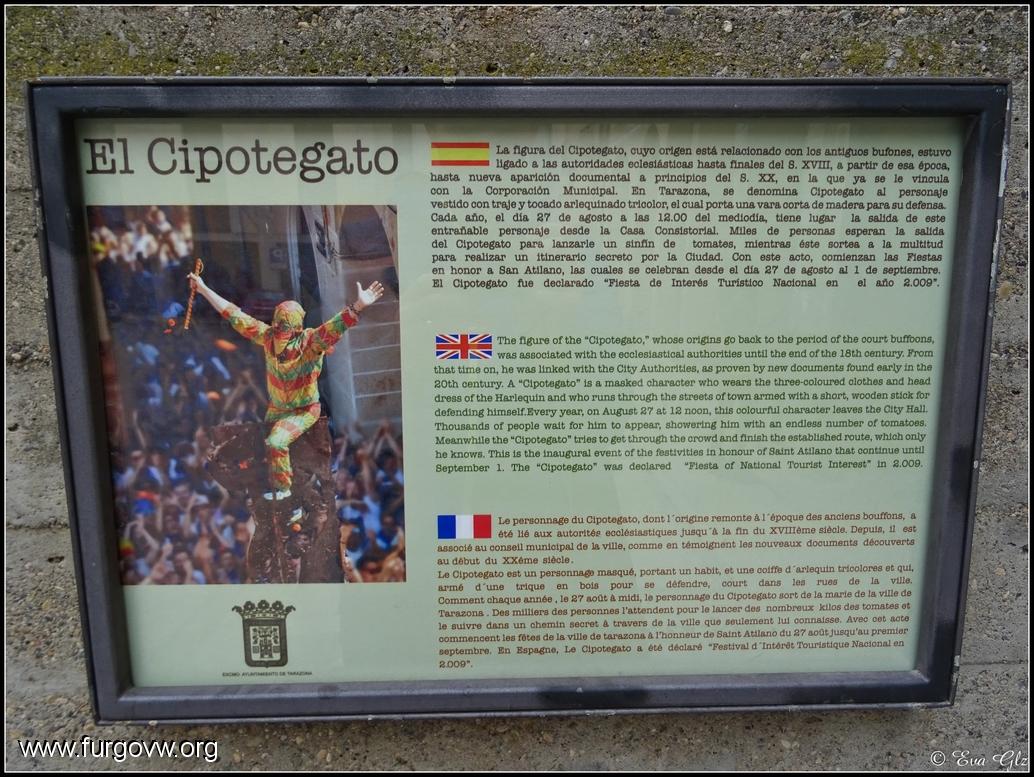 El Cipotegato
La figura del Cipotegato, cuyo origen está relacionado con los antiguos bufones, estuvo
ligado a las autoridades eclesiásticas hasta finales del S. XVIII, a partir de esa época,
hasta nueva aparición documental a principios del S. XX, en la que ya se le vincula
con la Corporación Municipal. En Tarazona, se denomina Cipotegato al personaje
vestido con traje y tocado arlequinado tricolor, el cual porta una vara corta de madera para su defensa.
Cada año, el día 27 de agosto a las 12.00 del mediodía, tiene lugar la salida de este
entrañable personaje desde la Casa Consistorial. Miles de personas esperan la salida
del Cipotegato para lanzarle un sinfín de tomates, mientras éste sortea a la multitud
para realizar un itinerario secreto por la Ciudad. Con este acto, comienzan las Fiestas
en honor a San Atilano, las cuales se celebran desde el día 27 de agosto al 1 de septiembre.
El Cipotegato fue declarado "Fiesta de Interés Turístico Nacional en el año 2.009".
The figure of the "Cipotegato," whose origins go back to the period of the court buffons,
was associated with the ecclesiastical authorities until the end of the 18th century. From
that time on, he was linked with the City Authorities, as proven by new documents found early in the
20th century. A "Cipotegato" is a masked character who wears the three-coloured clothes and head
dress of the Harlequin and who runs through the streets of town armed with a short, wooden stick for
defending himself.Every year, on August 27 at 12 noon, this colourful character leaves the City Hall.
Thousands of people wait for him to appear, showering him with an endless number of tomatoes.
Meanwhile the "Cipotegato" tries to get through the crowd and finish the established route, which only
he knows. This is the inaugural event of the festivities in honour of Saint Atilano that continue until
September 1. The "Cipotegato" was declared "Fiesta of National Tourist Interest" in 2.009.
Le personnage du Cipotegato, dont l´origine remonte à l´époque des anciens bouffons, a
été lié aux autorités ecclésiastiques jusqu´à la fin du XVIIIème siècle. Depuis, il est
associé au conseil municipal de la ville, comme en témoignent les nouveaux documents découverts
au début du XXéme siècle.
Le Cipotegato est un personnage masqué, portant un habit, et une coiffe d´arlequin tricolores et qui,
armé d´une trique en bois pour se défendre, court dans les rues de la ville.
Comment chaque année , le 27 août à midi, le personnage du Cipotegato sort de la marie de la ville de
Tarazona . Des milliers des personnes l'attendent pour le lancer des nombreux kilos des tomates et
le suivre dans un chemin secret à travers de la ville que seulement lui connaisse. Avec cet acte
commencent les fêtes de la ville de tarazona à l'honneur de Saint Atilano du 27 août jusqu'au premier
septembre. En Espagne, Le Cipotegato a été déclaré "Festival d´Intérêt Touristique Nacional en
2.009".
EXCMO. AYUNTAMIENTO DE TARAZONA
www.furgovw.org
© Eva Glz